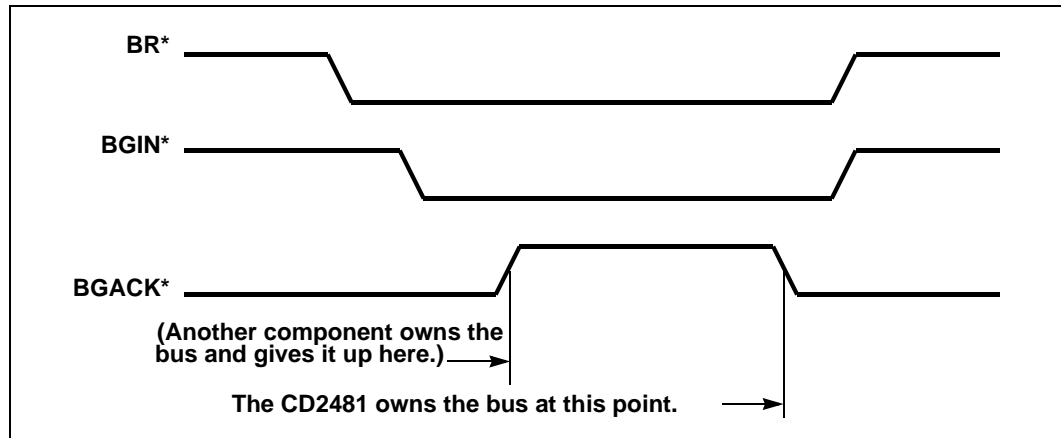 BR*
BGIN*
BGACK*
(Another component owns the
bus and gives it up here.)
The CD2481 owns the bus at this point.